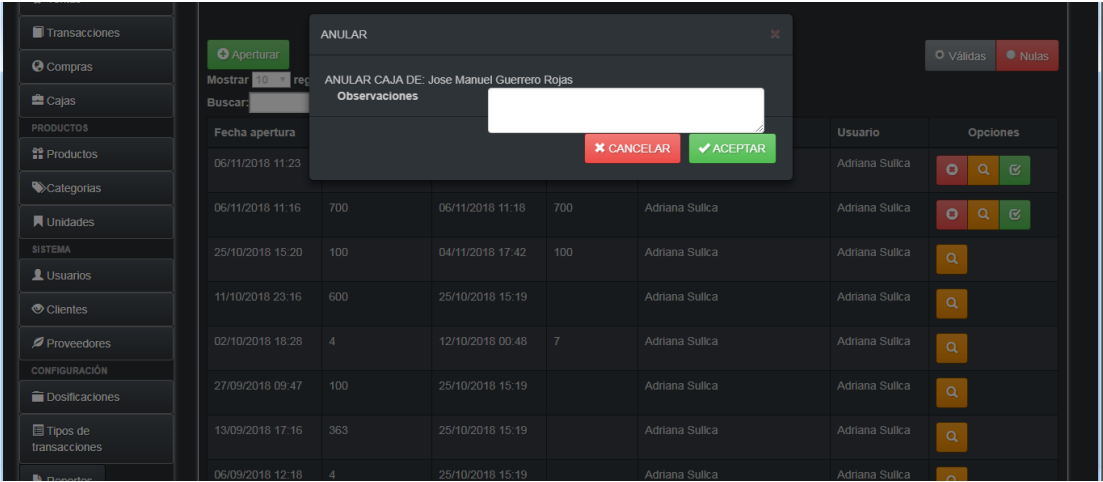 Transacciones
Compras
Cajas
PRODUCTOS
Productos
Categorias
Unidades
SISTEMA
Usuarios
Clientes
Proveedores
CONFIGURACIÓN
Dosificaciones
Tipos de
transacciones
Reportes
ANULAR
ANULAR CAJA DE: Jose Manuel Guerrero Rojas
Observaciones
CANCELAR ACEPTAR
Aperturar Válidas Nulas
Mostrar 10 reg
Buscar:
Fecha apertura Usuario Opciones
06/11/2018 11:23 Adriana Sullca
06/11/2018 11:16 700 06/11/2018 11:18 700 Adriana Sullca Adriana Sullca
25/10/2018 15:20 100 04/11/2018 17:42 100 Adriana Sullca Adriana Sullca
11/10/2018 23:16 600 25/10/2018 15:19 Adriana Sullca Adriana Sullca
02/10/2018 18:28 4 12/10/2018 00:48 7 Adriana Sullca Adriana Sullca
27/09/2018 09:47 100 25/10/2018 15:19 Adriana Sullca Adriana Sullca
13/09/2018 17:16 363 25/10/2018 15:19 Adriana Sullca Adriana Sullca
06/09/2018 12:18 4 25/10/2018 15:19 Adriana Sullca Adriana Sullca